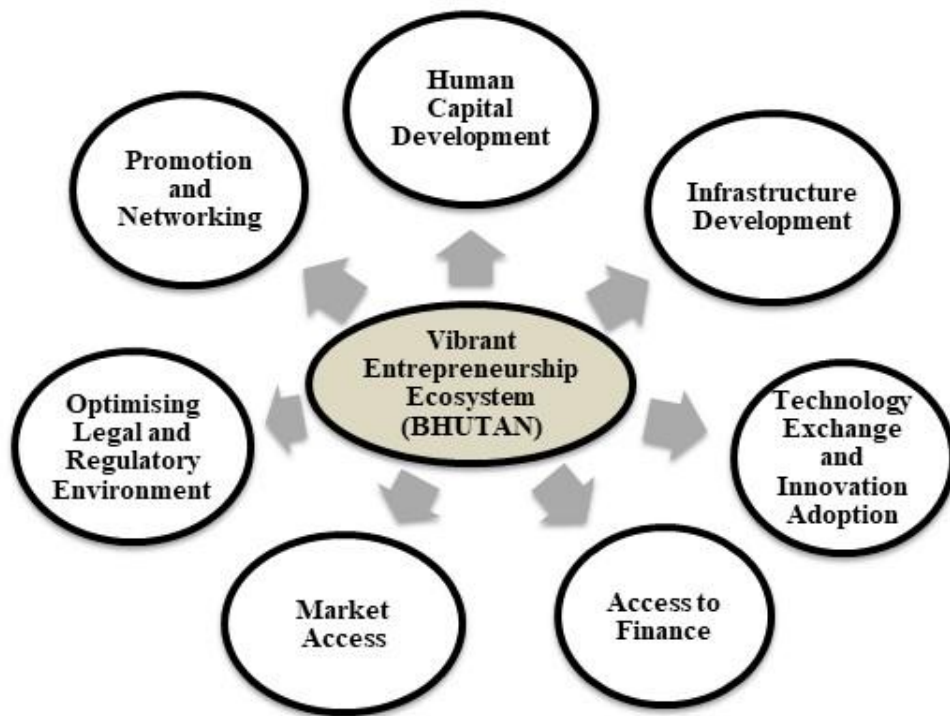 Human
Capital
Development
Promotion
and
Networking
Infrastructure
Development
Vibrant
Entrepreneurship
Ecosystem
(BHUTAN)
Optimising
Legal and
Regulatory
Environment
Technology
Exchange
and
Innovation
Adoption
Market
Access
Access to
Finance